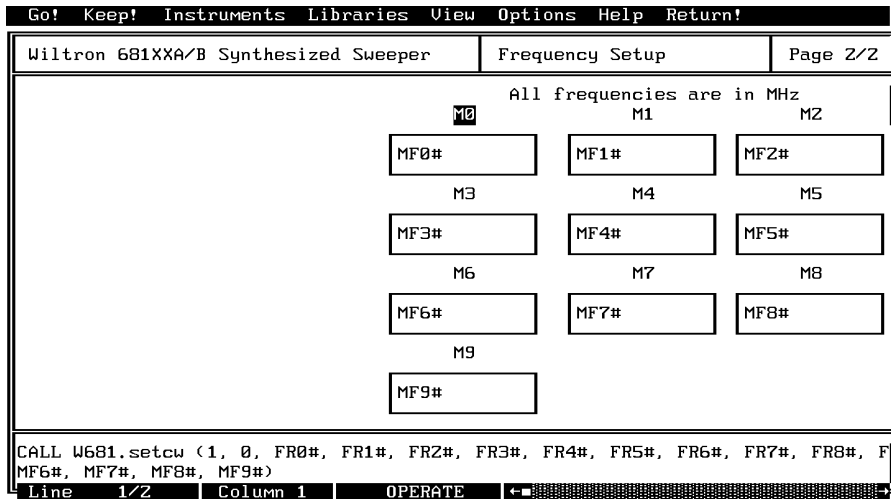 Go! Keep! Instruments Libraries View Options Help Return!
Wiltron 681XXA/B Synthesized Sweeper Frequency Setup Page 2/2
All frequencies are in MHz
M0 M1 M2
MF0# MF1# MF2#
M3 M4 M5
MF3# MF4# MF5#
M6 M7 M8
MF6# MF7# MF8#
M9
MF9#
CALL W681.setcw (1, 0, FR0#, FR1#, FR2#, FR3#, FR4#, FR5#, FR6#, FR7#, FR8#, F
MF6#, MF7#, MF8#, MF9#)
Line 1/2 Column 1 OPERATE